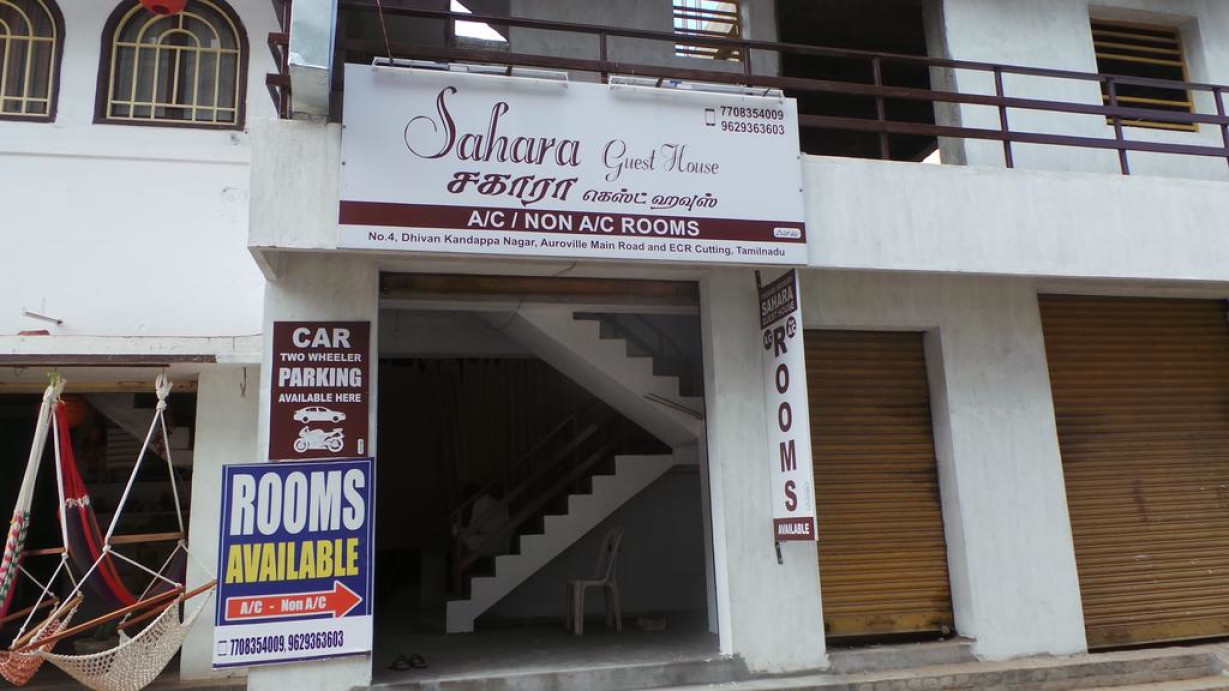 Sahara Guest House
7708354009
9629363603
சகாரா கெஸ்ட் ஹவுஸ்
A/C / NON A/C ROOMS
No.4, Dhivan Kandappa Nagar, Auroville Main Road and ECR Cutting, Tamilnadu
CAR
TWO WHEELER
PARKING
AVAILABLE HERE
ROOMS
AVAILABLE
A/C - Non A/C
7708354009, 9629363603
SAHARA
GUEST HOUSE
ROOMS
AVAILABLE